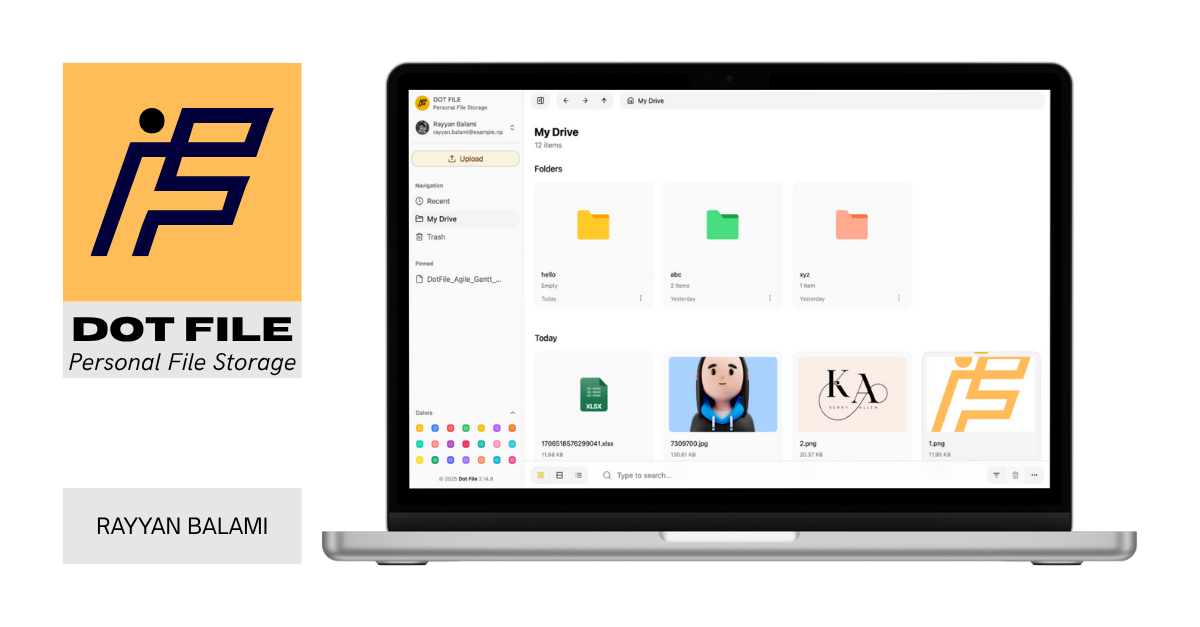 DOT FILE
Personal File Storage
RAYYAN BALAMI
DOT FILE
Personal File Storage
Rayyan Balami
rayyan.balami@example.np
Upload
Navigation
Recent
My Drive
Trash
Pinned
DotFile_Agile_Gantt_...
Colors
© 2025 Dot File 2.14.9
My Drive
My Drive
12 items
Folders
hello
Empty
Today
abc
2 items
Yesterday
xyz
1 item
Yesterday
Today
XLSX
1706518576299041.xlsx
11.98 KB
7309700.jpg
130.61 KB
KA
KERRY ALLEN
2.png
20.37 KB
1.png
11.95 KB
Type to search...